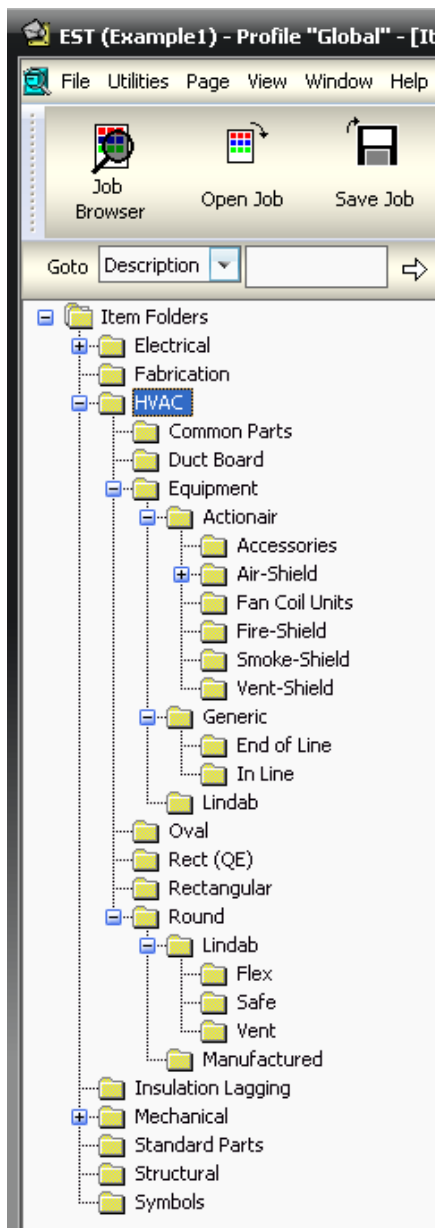 EST (Example1) - Profile "Global" - [It
File Utilities Page View Window Help
Job Browser
Open Job
Save Job
Goto Description
Item Folders
Electrical
Fabrication
HVAC
Common Parts
Duct Board
Equipment
Actionair
Accessories
Air-Shield
Fan Coil Units
Fire-Shield
Smoke-Shield
Vent-Shield
Generic
End of Line
In Line
Lindab
Oval
Rect (QE)
Rectangular
Round
Lindab
Flex
Safe
Vent
Manufactured
Insulation Lagging
Mechanical
Standard Parts
Structural
Symbols